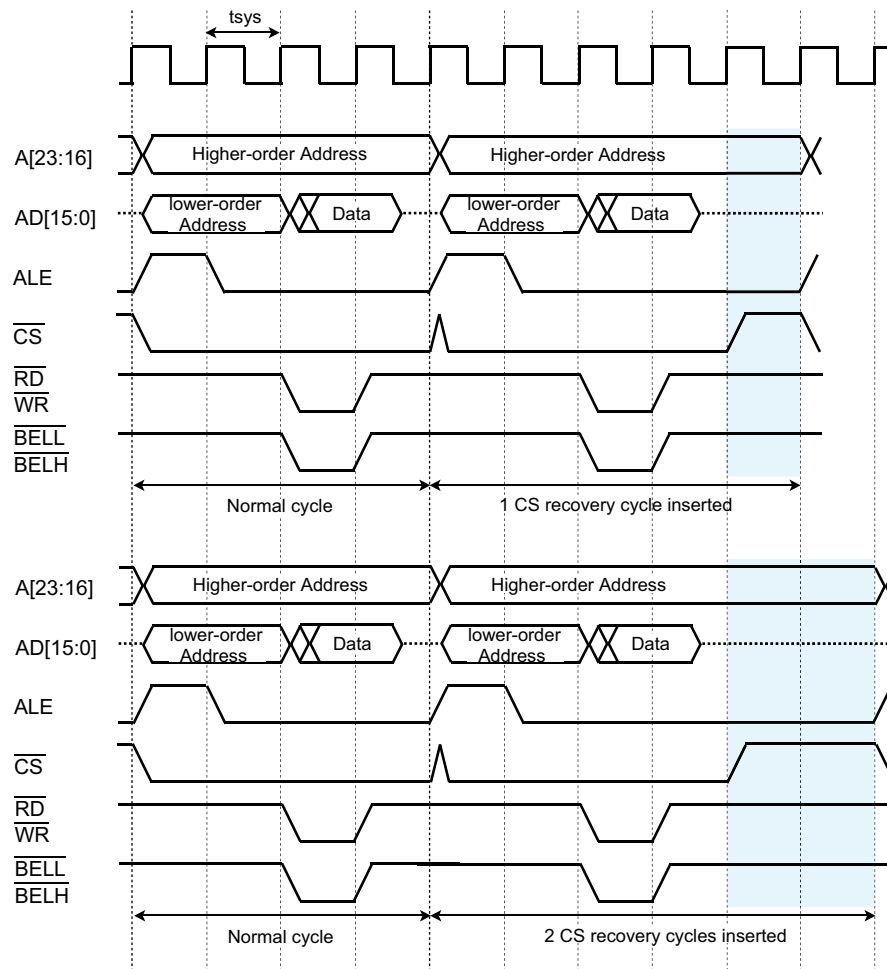 tsys
A[23:16]
Higher-order Address
Higher-order Address
AD[15:0]
lower-order
Address
Data
lower-order
Address
Data
ALE
CS
RD
WR
BELL
BELH
Normal cycle
1 CS recovery cycle inserted
A[23:16]
Higher-order Address
Higher-order Address
AD[15:0]
lower-order
Address
Data
lower-order
Address
Data
ALE
CS
RD
WR
BELL
BELH
Normal cycle
2 CS recovery cycles inserted